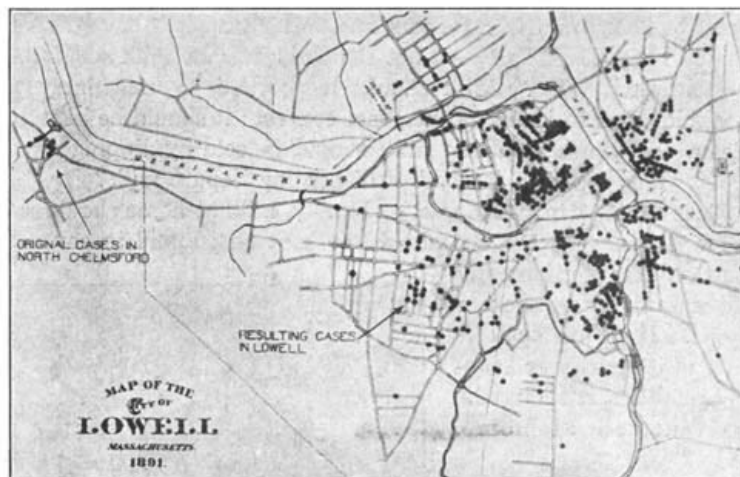 MERRIMACK RIVER
ORIGINAL CASES IN
NORTH CHELMSFORD
RESULTING CASES
IN LOWELL
MAP OF THE
CITY OF
LOWELL
MASSACHUSETTS.
1891.